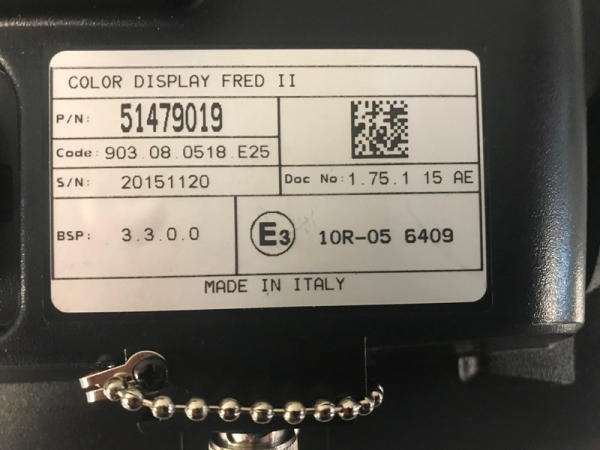 COLOR DISPLAY FRED II
P/N: 51479019
Code: 903.08.0518.E25
S/N: 20151120
Doc No: 1.75.1 15 AE
BSP: 3.3.0.0
E3 10R-05 6409
MADE IN ITALY